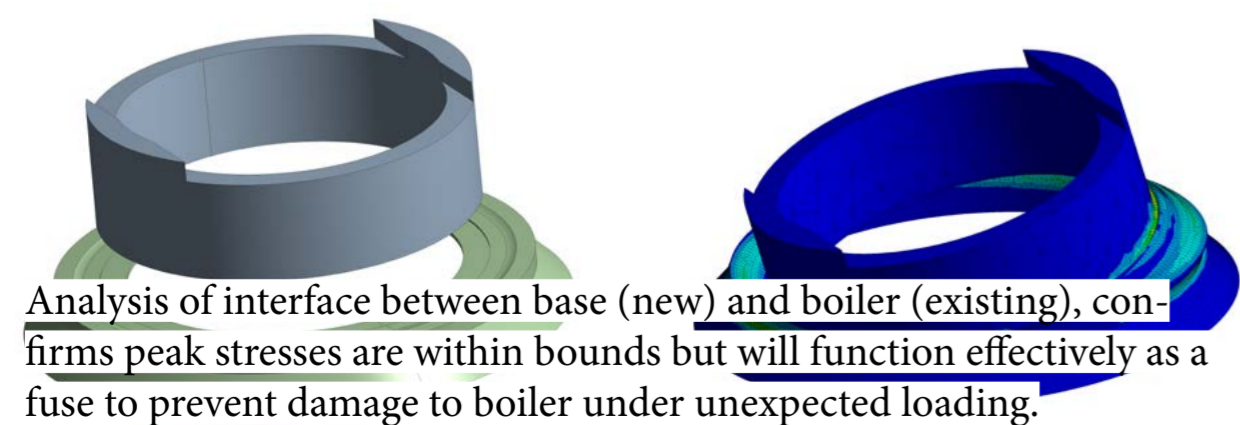 Analysis of interface between base (new) and boiler (existing), con-
firms peak stresses are within bounds but will function effectively as a
fuse to prevent damage to boiler under unexpected loading.